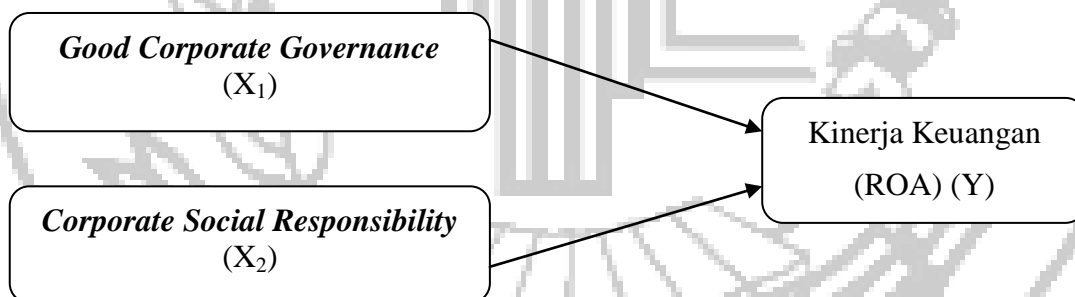 Good Corporate Governance
(X₁)
Kinerja Keuangan
(ROA) (Y)
Corporate Social Responsibility
(X₂)